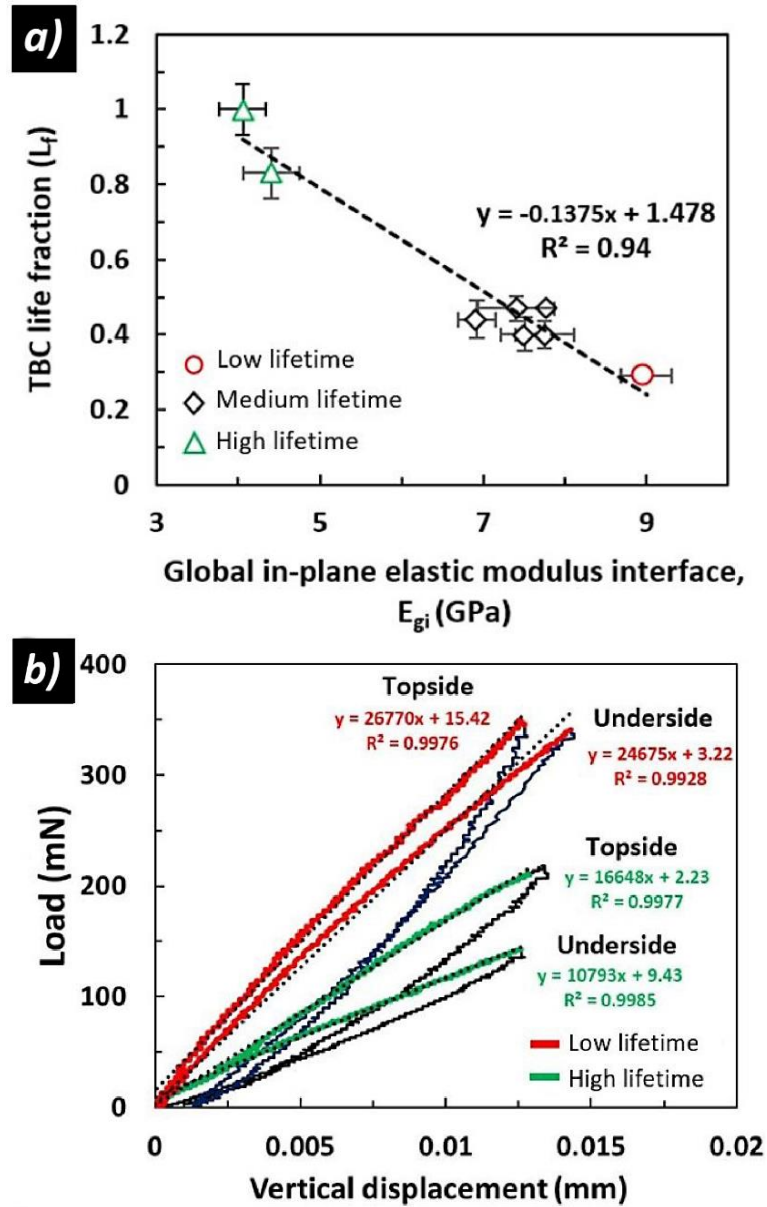 a)
1.2
1
0.8
0.6
0.4
0.2
0
TBC life fraction (Lf)
y = -0.1375x + 1.478
R² = 0.94
Low lifetime
Medium lifetime
High lifetime
3 5 7 9
Global in-plane elastic modulus interface,
Egi (GPa)
b)
400
300
200
100
0
Load (mN)
Topside
y = 26770x + 15.42
R² = 0.9976
Underside
y = 24675x + 3.22
R² = 0.9928
Topside
y = 16648x + 2.23
R² = 0.9977
Underside
y = 10793x + 9.43
R² = 0.9985
Low lifetime
High lifetime
0 0.005 0.01 0.015 0.02
Vertical displacement (mm)